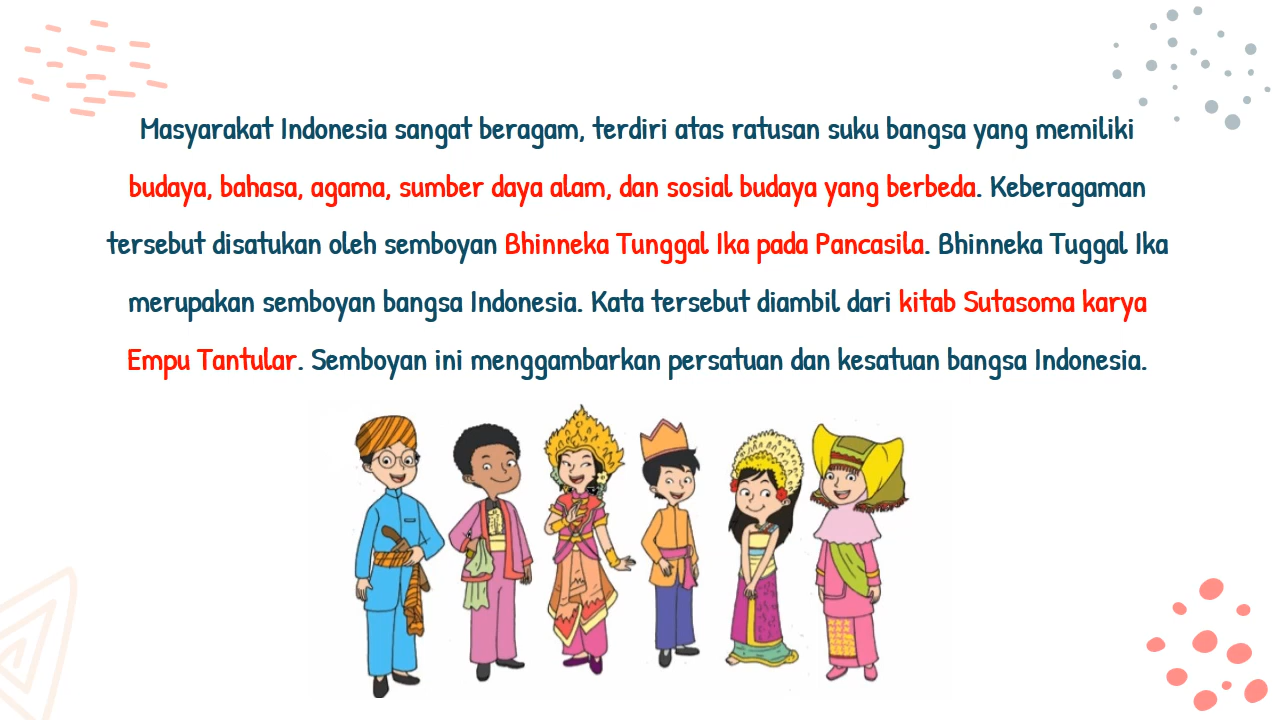 Masyarakat Indonesia sangat beragam, terdiri atas ratusan suku bangsa yang memiliki
budaya, bahasa, agama, sumber daya alam, dan sosial budaya yang berbeda. Keberagaman
tersebut disatukan oleh semboyan Bhinneka Tunggal Ika pada Pancasila. Bhinneka Tuggal Ika
merupakan semboyan bangsa Indonesia. Kata tersebut diambil dari kitab Sutasoma karya
Empu Tantular. Semboyan ini menggambarkan persatuan dan kesatuan bangsa Indonesia.